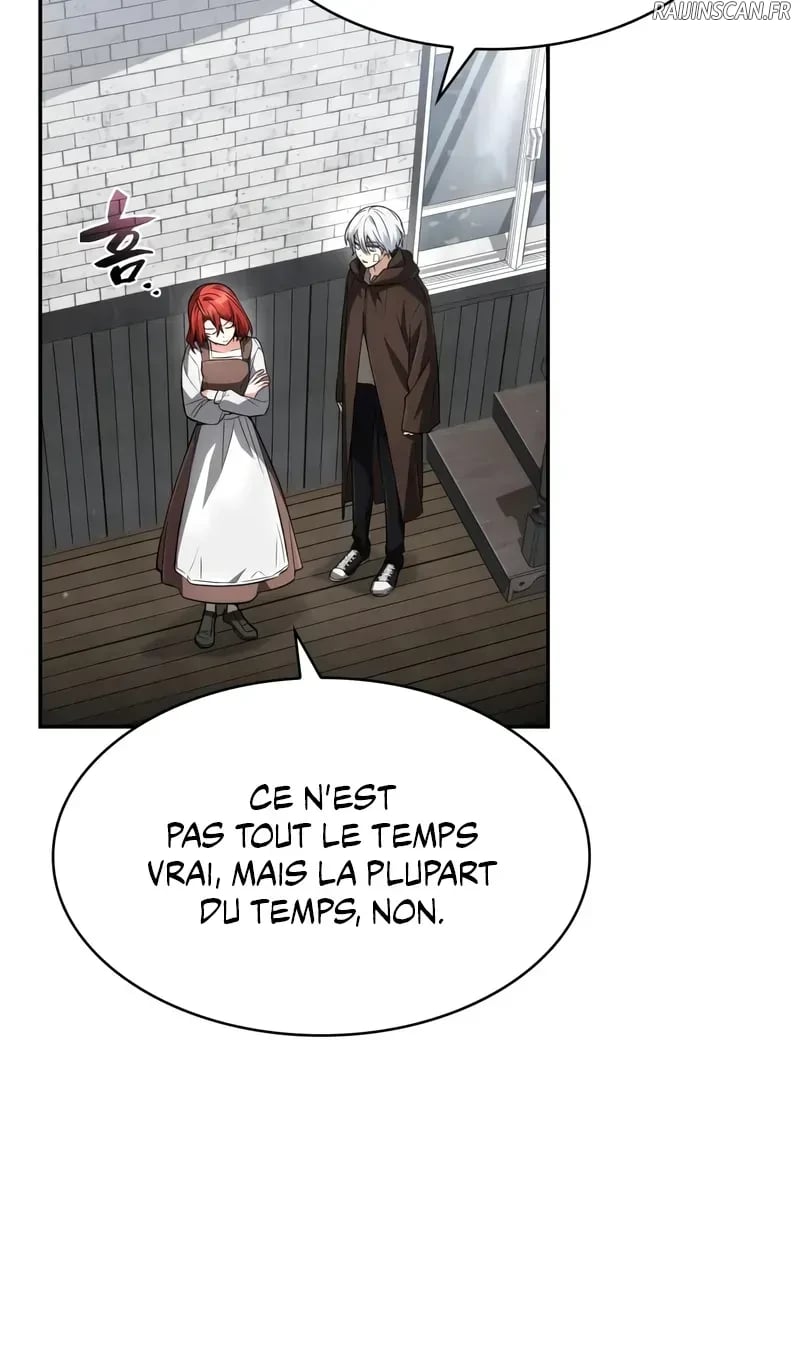 RAIJINSCAN.FR
흠..
CE N'EST
PAS TOUT LE TEMPS
VRAI, MAIS LA PLUPART
DU TEMPS, NON.